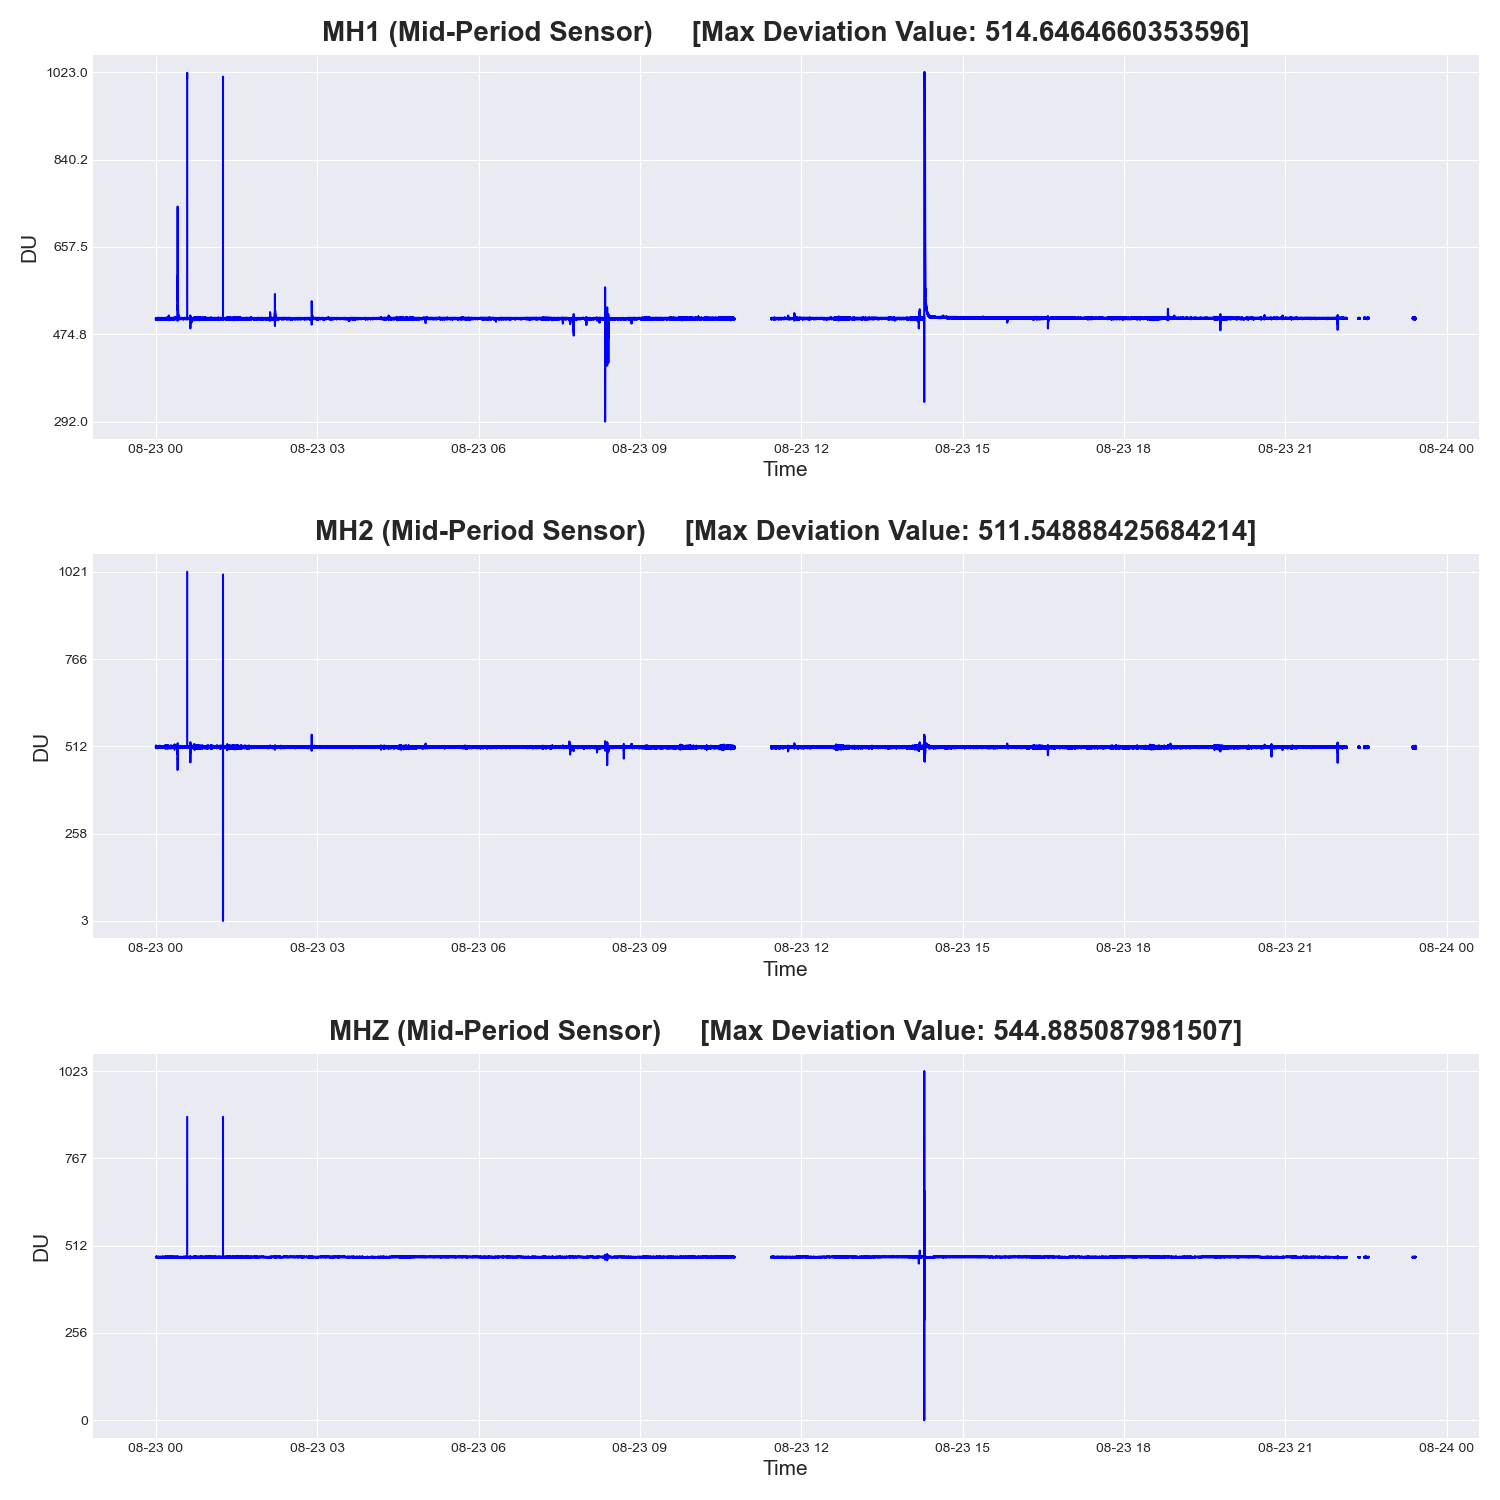 MH1 (Mid-Period Sensor) [Max Deviation Value: 514.6464660353596]
1023.0
840.2
657.5
474.8
292.0
DU
08-23 00 08-23 03 08-23 06 08-23 09 08-23 12 08-23 15 08-23 18 08-23 21 08-24 00
Time
MH2 (Mid-Period Sensor) [Max Deviation Value: 511.54888425684214]
1021
766
512
258
3
DU
08-23 00 08-23 03 08-23 06 08-23 09 08-23 12 08-23 15 08-23 18 08-23 21 08-24 00
Time
MHZ (Mid-Period Sensor) [Max Deviation Value: 544.885087981507]
1023
767
512
256
0
DU
08-23 00 08-23 03 08-23 06 08-23 09 08-23 12 08-23 15 08-23 18 08-23 21 08-24 00
Time